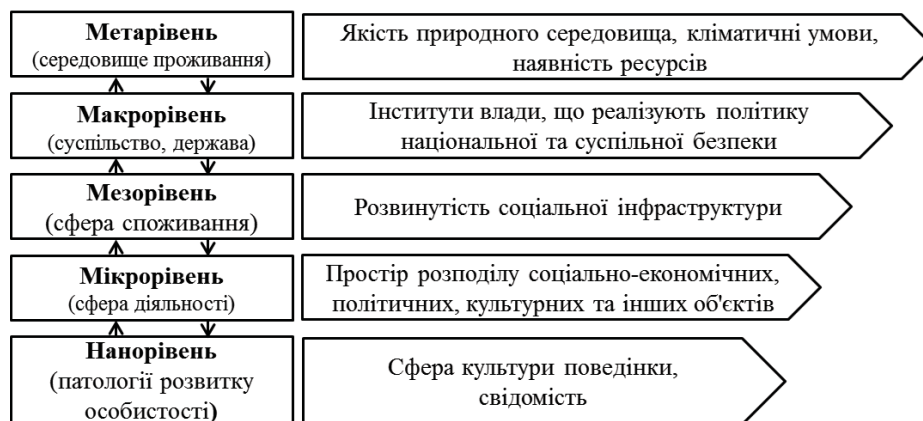 Метарівень
(середовище проживання)
Якість природного середовища, кліматичні умови,
наявність ресурсів
Макрорівень
(суспільство, держава)
Інститути влади, що реалізують політику
національної та суспільної безпеки
Мезорівень
(сфера споживання)
Розвинутість соціальної інфраструктури
Мікрорівень
(сфера діяльності)
Простір розподілу соціально-економічних,
політичних, культурних та інших об'єктів
Нанорівень
(патології розвитку
особистості)
Сфера культури поведінки,
свідомість